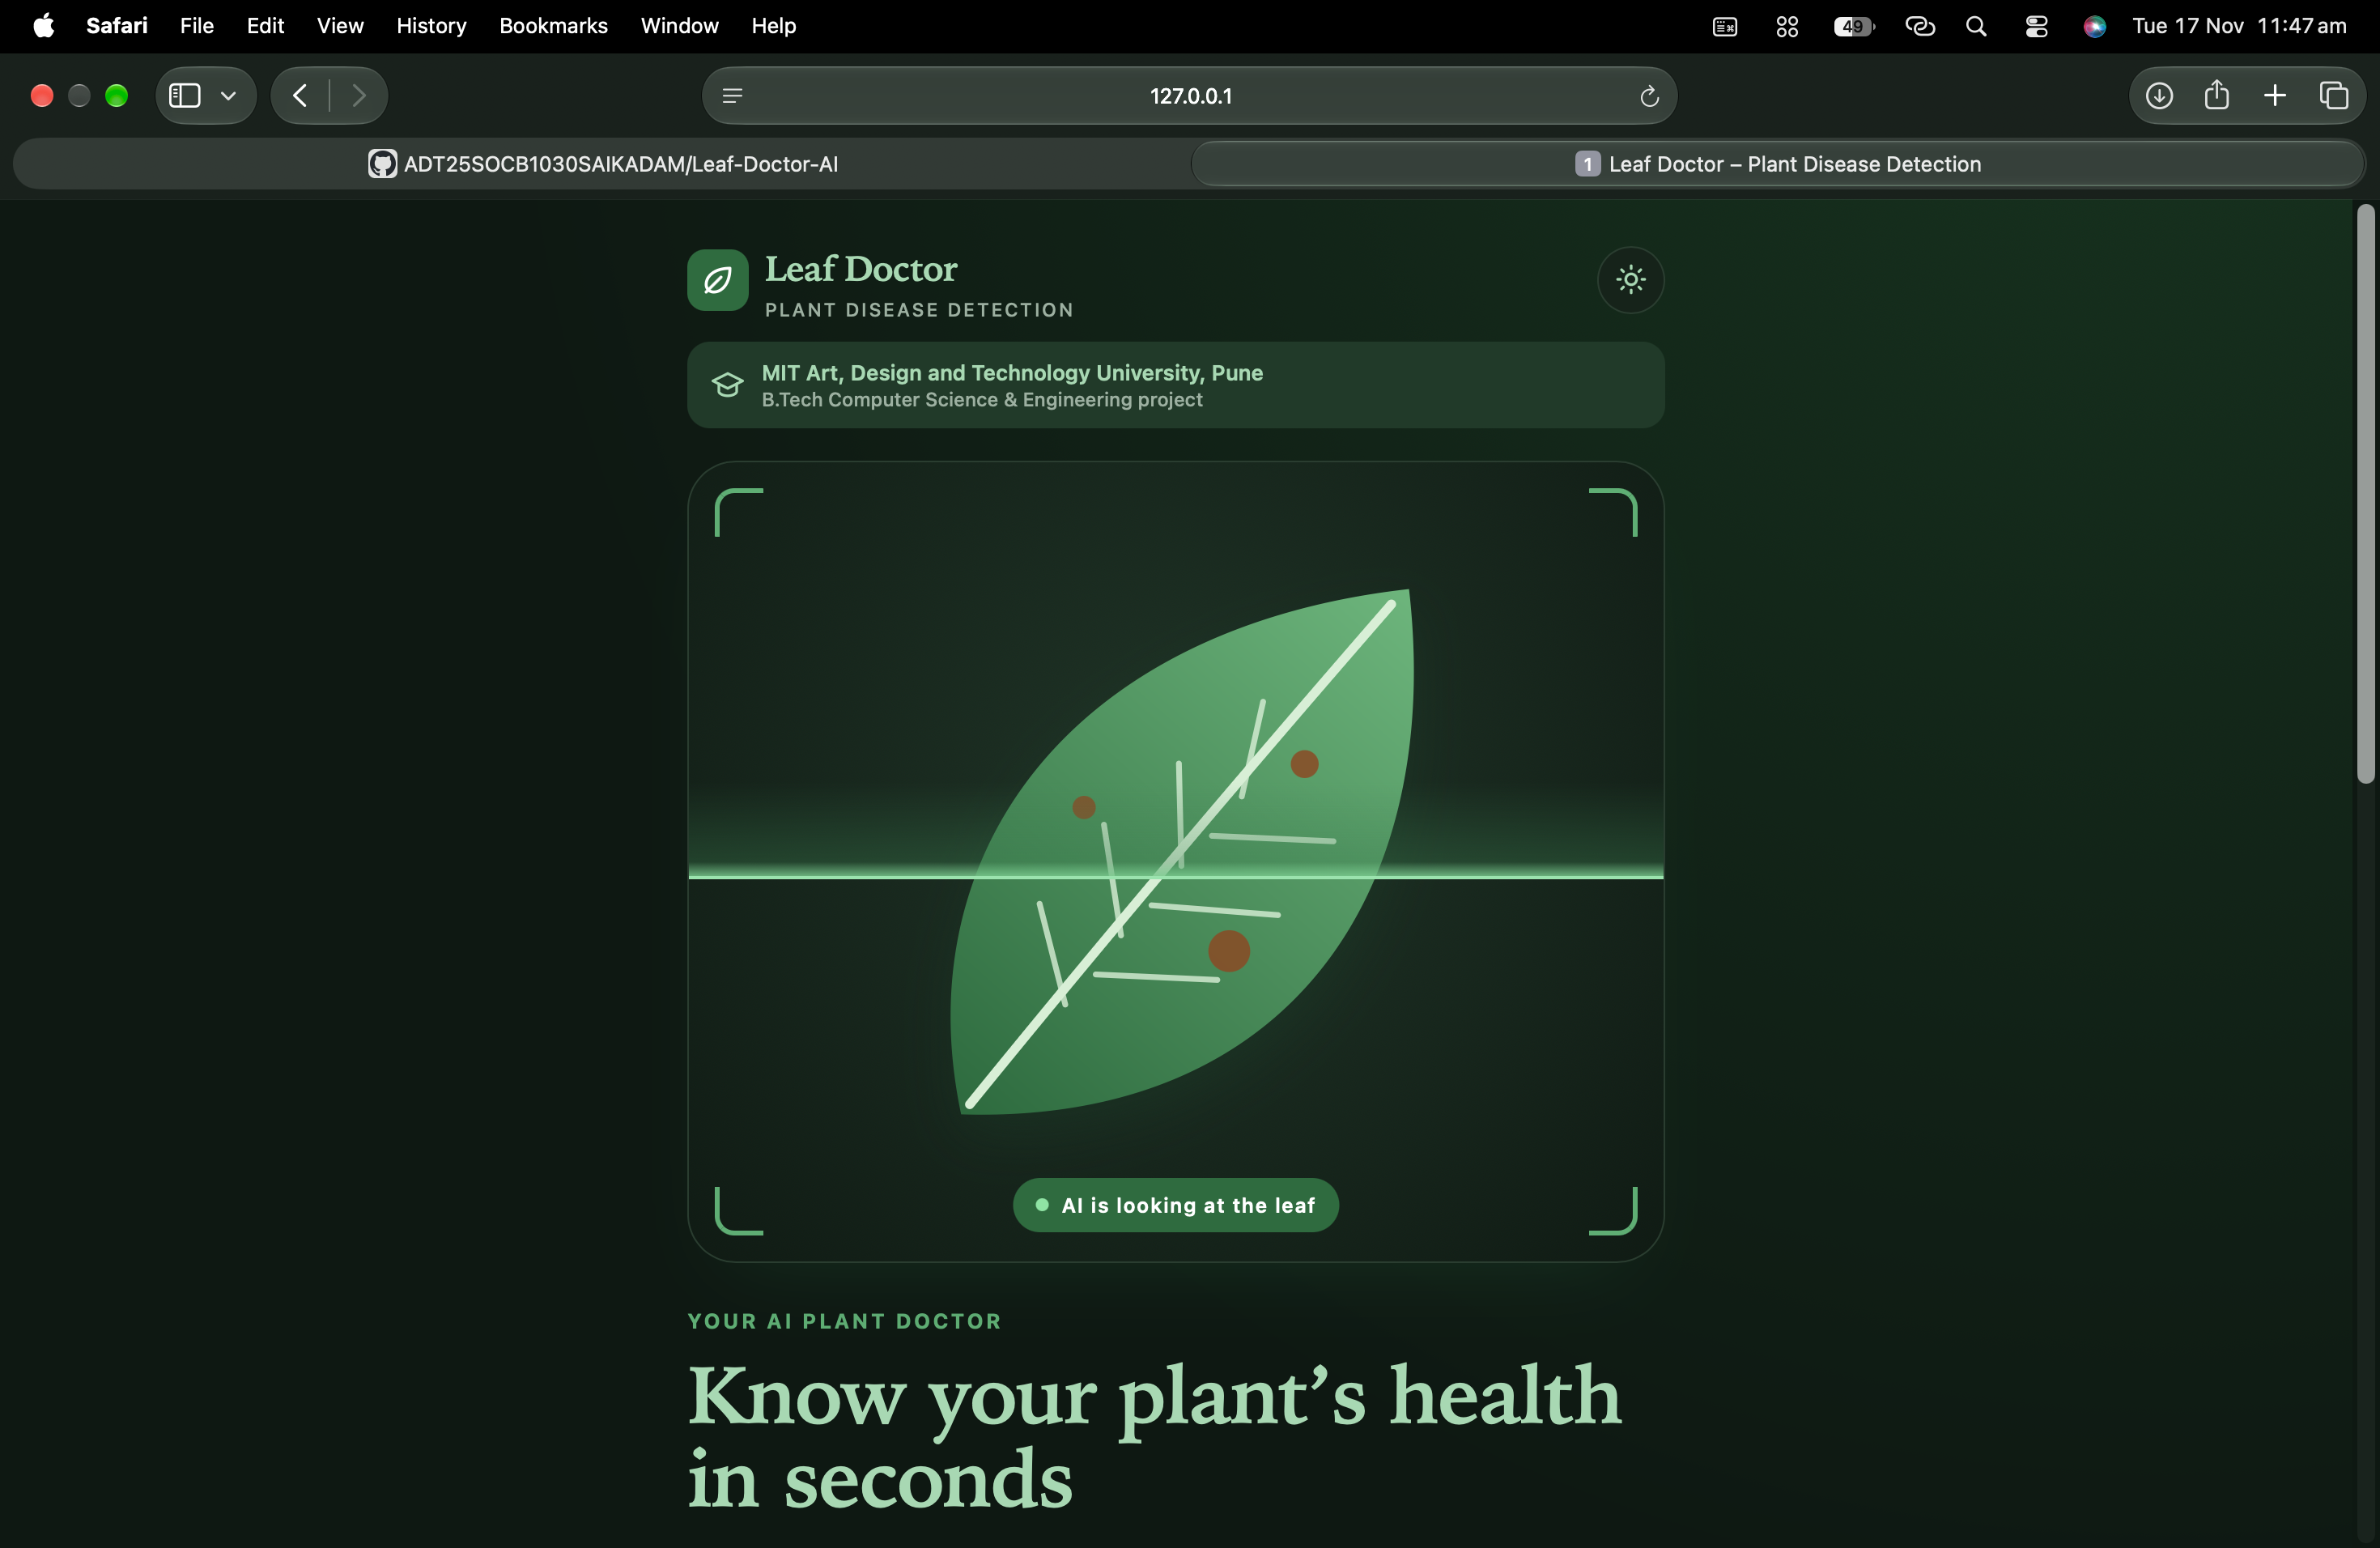 Safari File Edit View History Bookmarks Window Help 49 Tue 17 Nov 11:47 am
127.0.0.1
ADT25SOCB1030SAIKADAM/Leaf-Doctor-AI 1 Leaf Doctor – Plant Disease Detection
Leaf Doctor
PLANT DISEASE DETECTION
MIT Art, Design and Technology University, Pune
B.Tech Computer Science & Engineering project
AI is looking at the leaf
YOUR AI PLANT DOCTOR
Know your plant’s health
in seconds